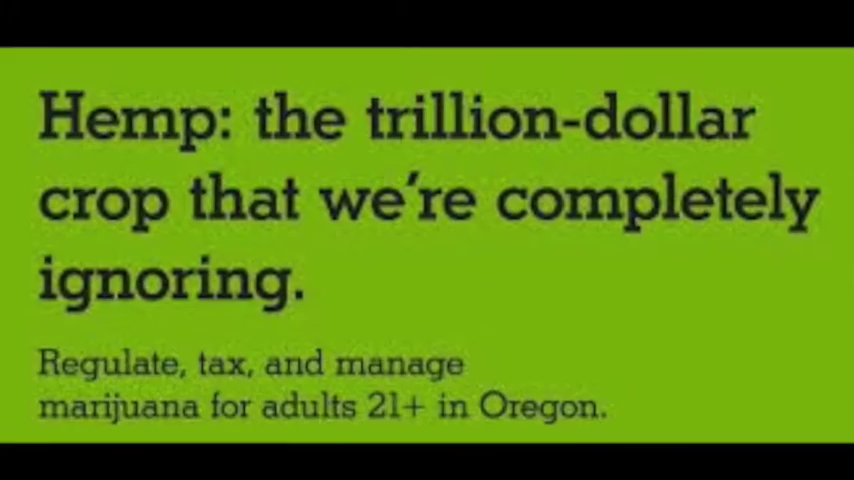 Hemp: the trillion-dollar
crop that we're completely
ignoring.
Regulate, tax, and manage
marijuana for adults 21+ in Oregon.